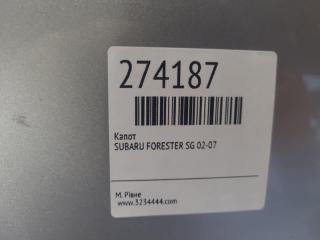 274187
Капот
SUBARU FORESTER SG 02-07
М. Рівне
www.3234444.com